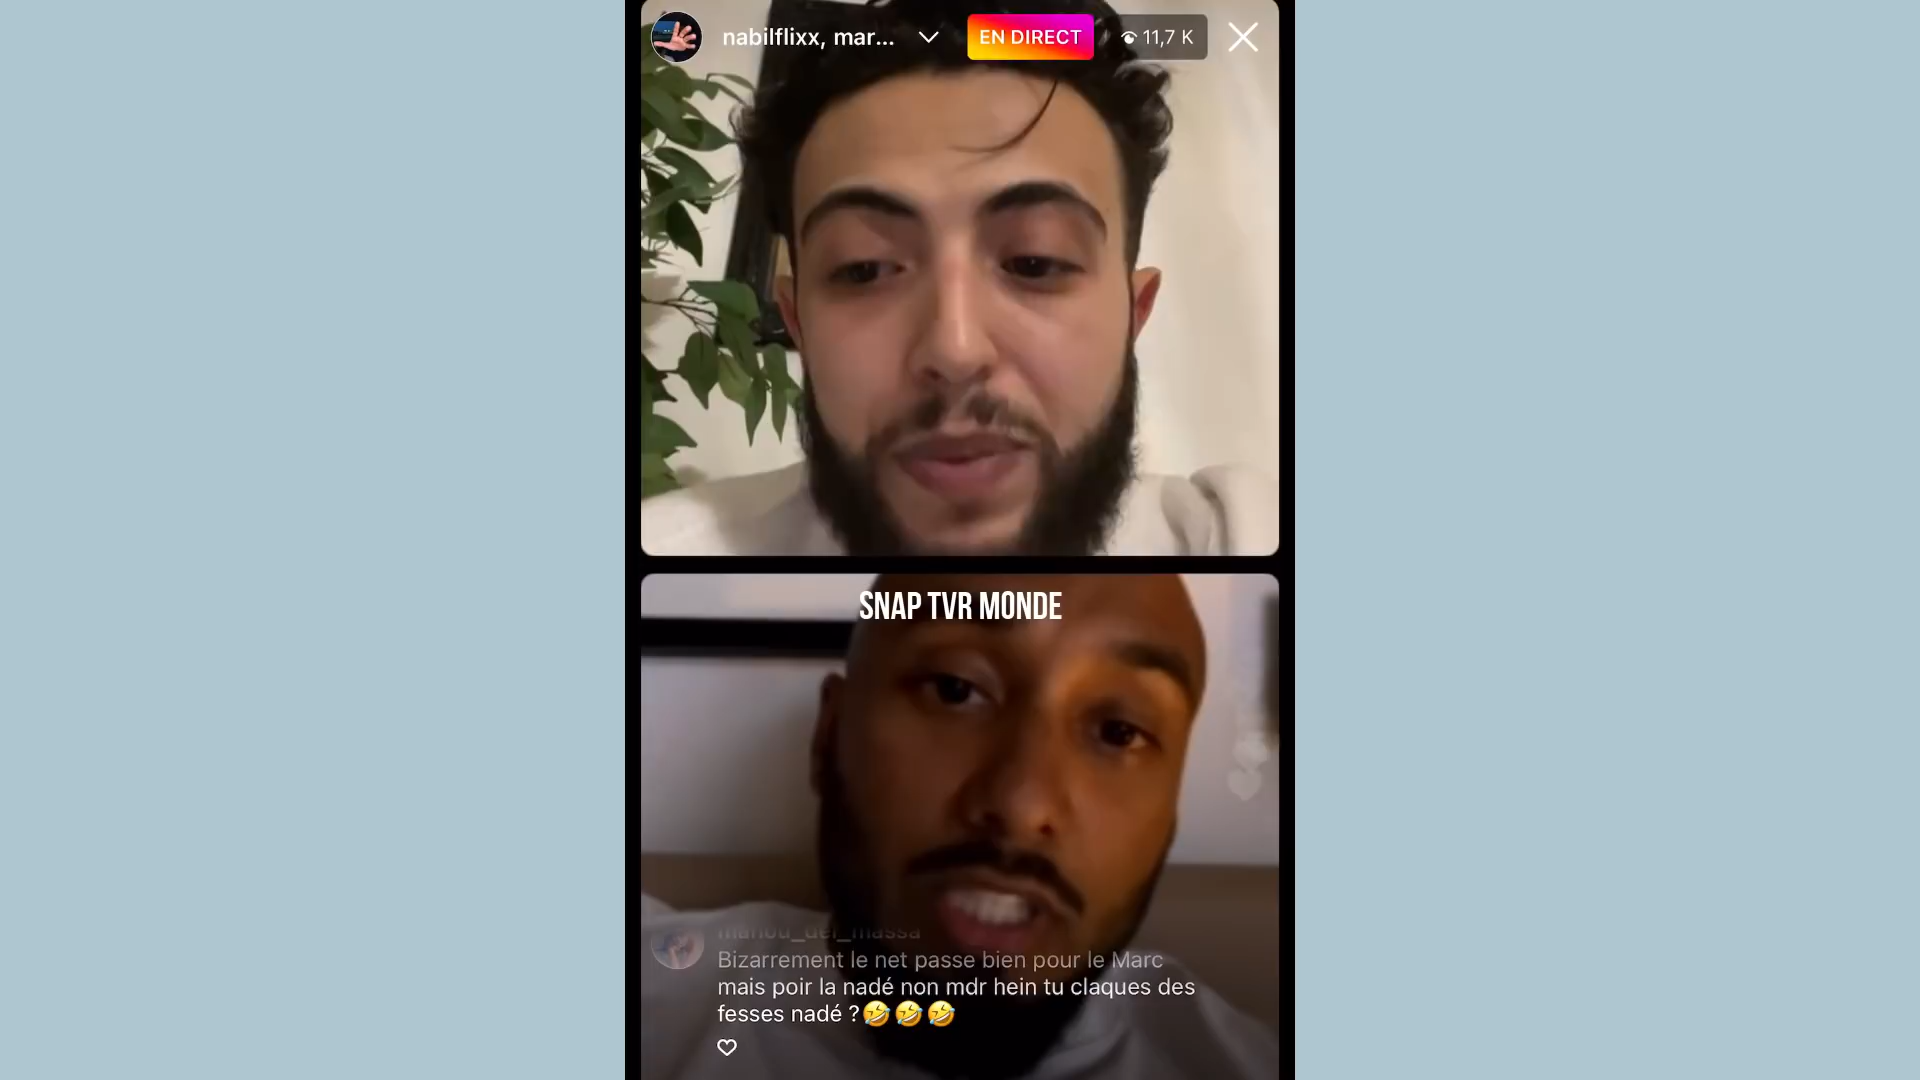 nabilflixx, mar...
EN DIRECT
11,7 K
SNAP TVR MONDE
manou_del_massa
Bizarrement le net passe bien pour le Marc
mais poir la nadé non mdr hein tu claques des
fesses nadé ?🤣🤣🤣